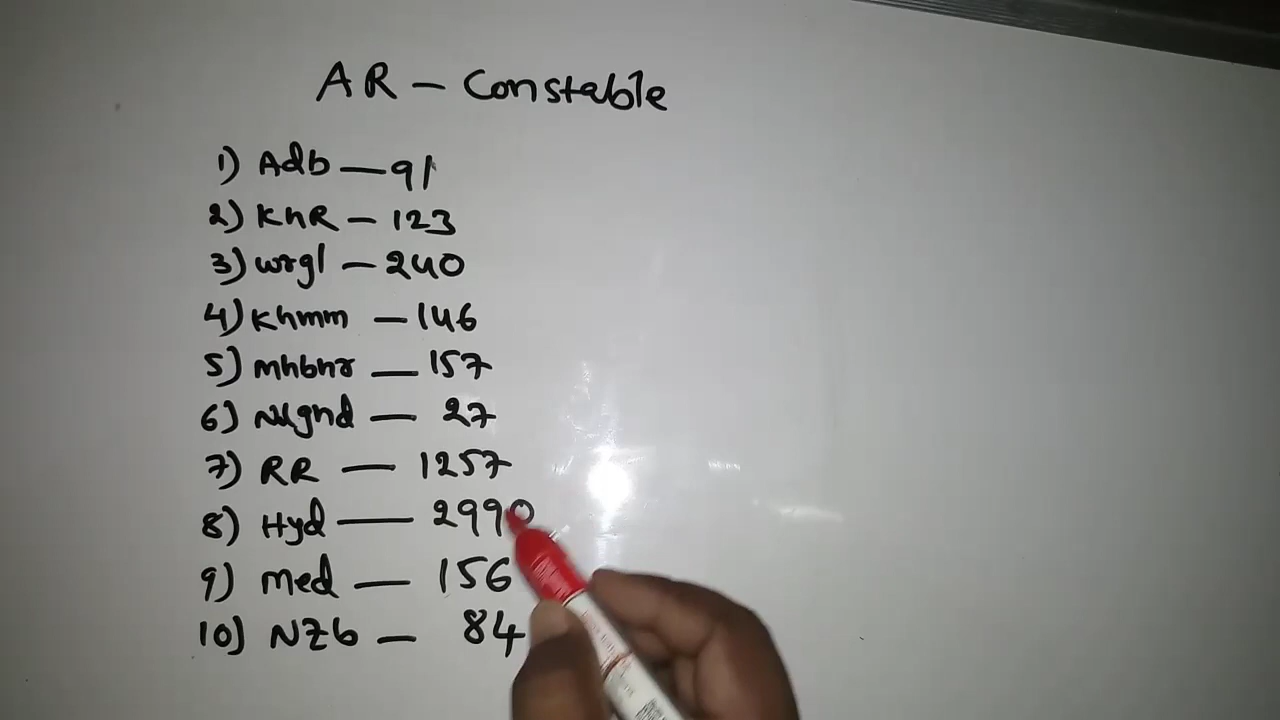 AR - Constable
1) Adb - 91
2) KhR - 123
3) wrgl - 240
4) Khmm - 146
5) mhbnr - 157
6) Nlgnd - 27
7) RR - 1257
8) Hyd - 2990
9) med - 156
10) NZb - 84